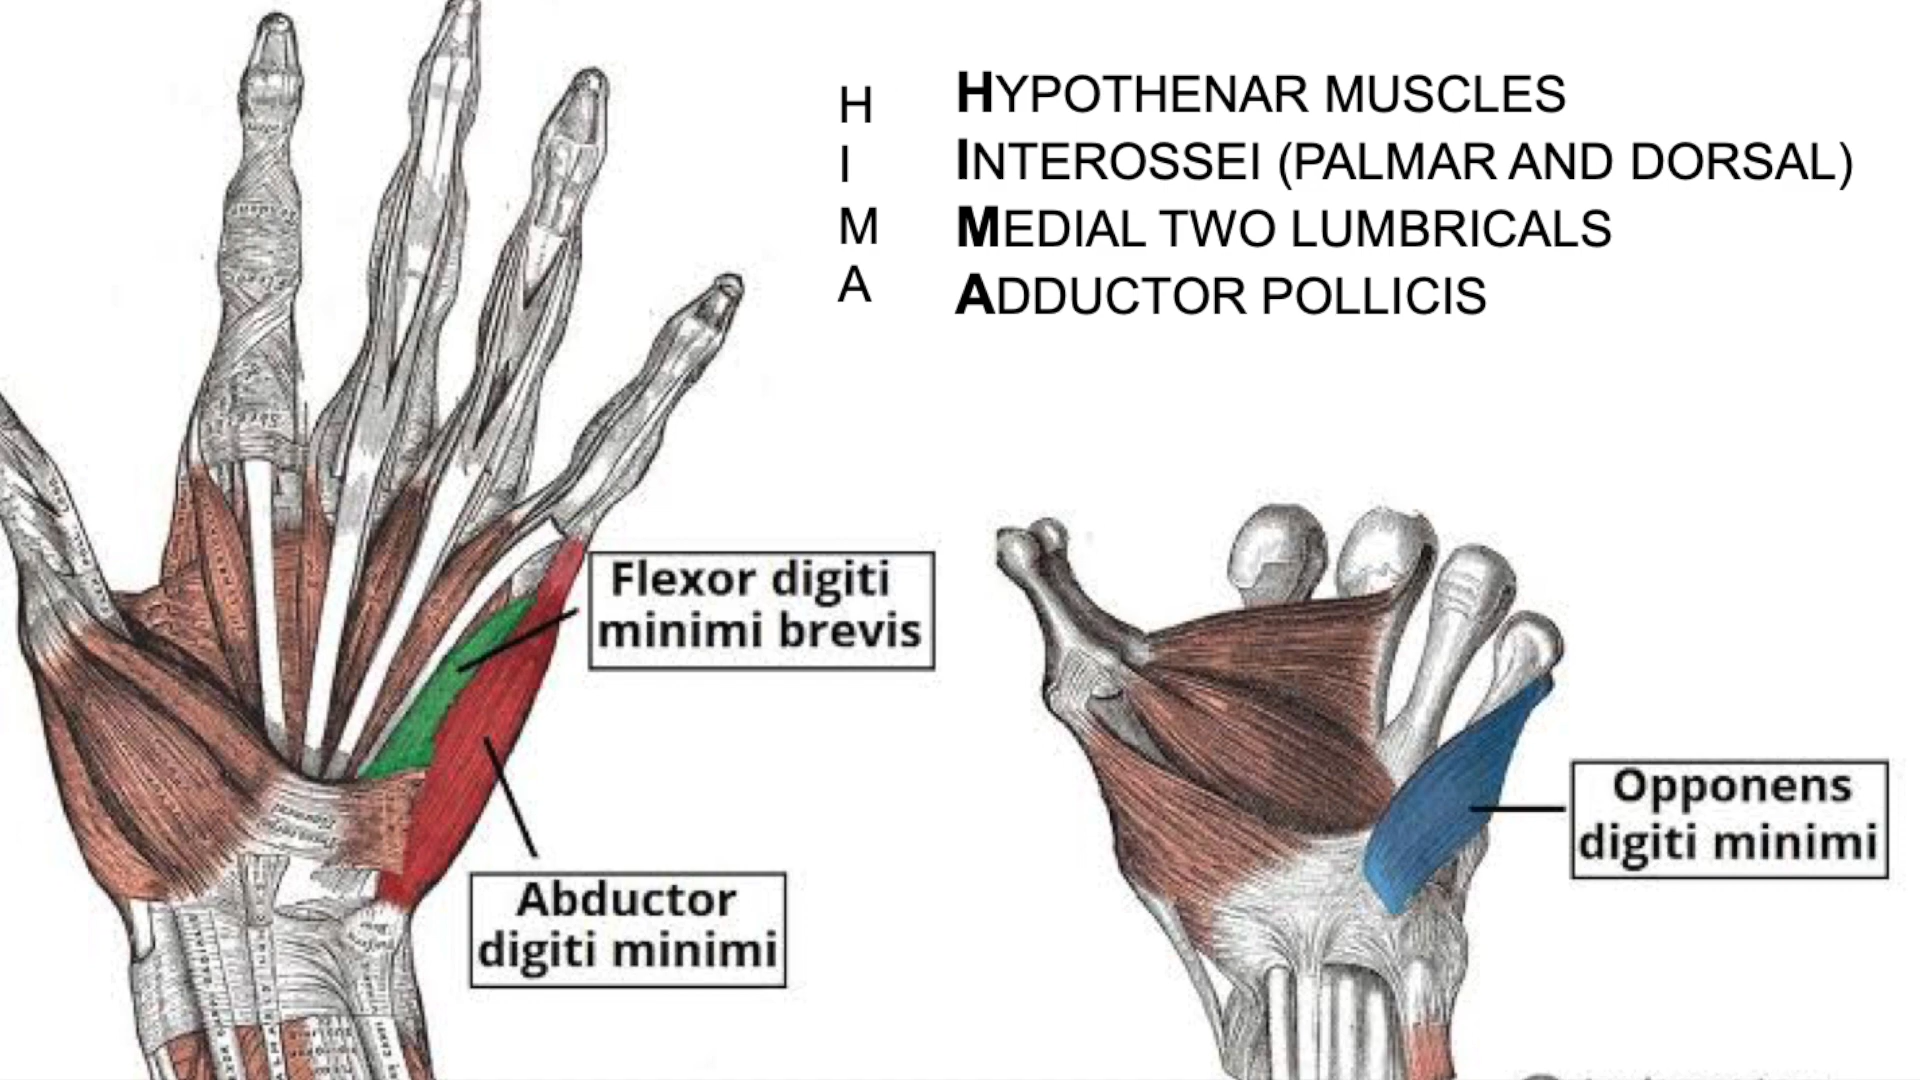 H
I
M
A
HYPOTHENAR MUSCLES
INTEROSSEI (PALMAR AND DORSAL)
MEDIAL TWO LUMBRICALS
ADDUCTOR POLLICIS
Flexor digiti
minimi brevis
Abductor
digiti minimi
Opponens
digiti minimi